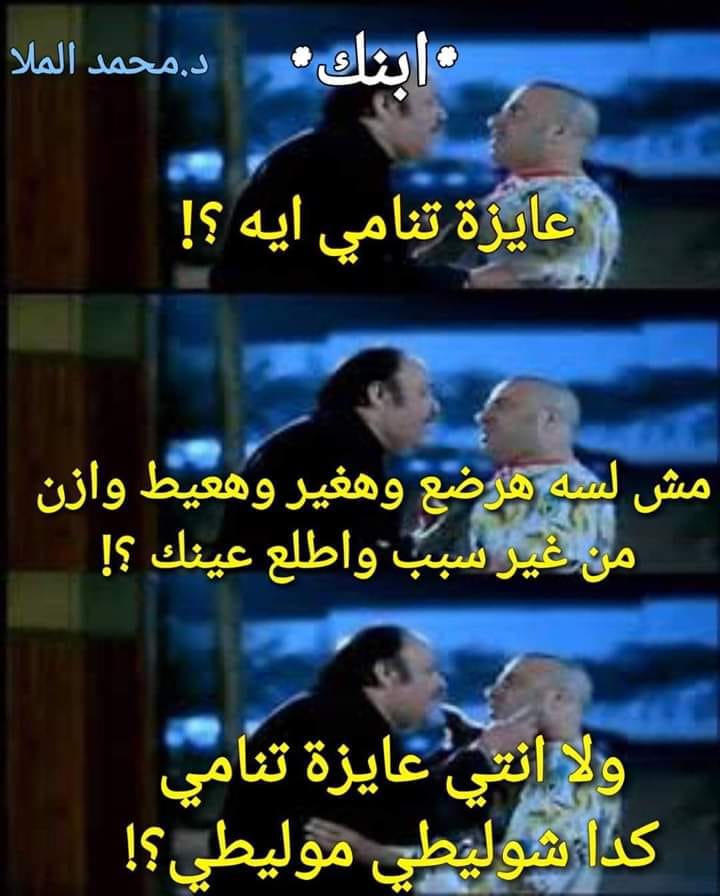 د.محمد الملا
*ابنك*
عايزة تنامي ايه ؟!
مش لسه هرضع وهغير وهعيط وازن
من غير سبب واطلع عينك ؟!
ولا انتي عايزة تنامي
كدا شوليطي موليطي؟!